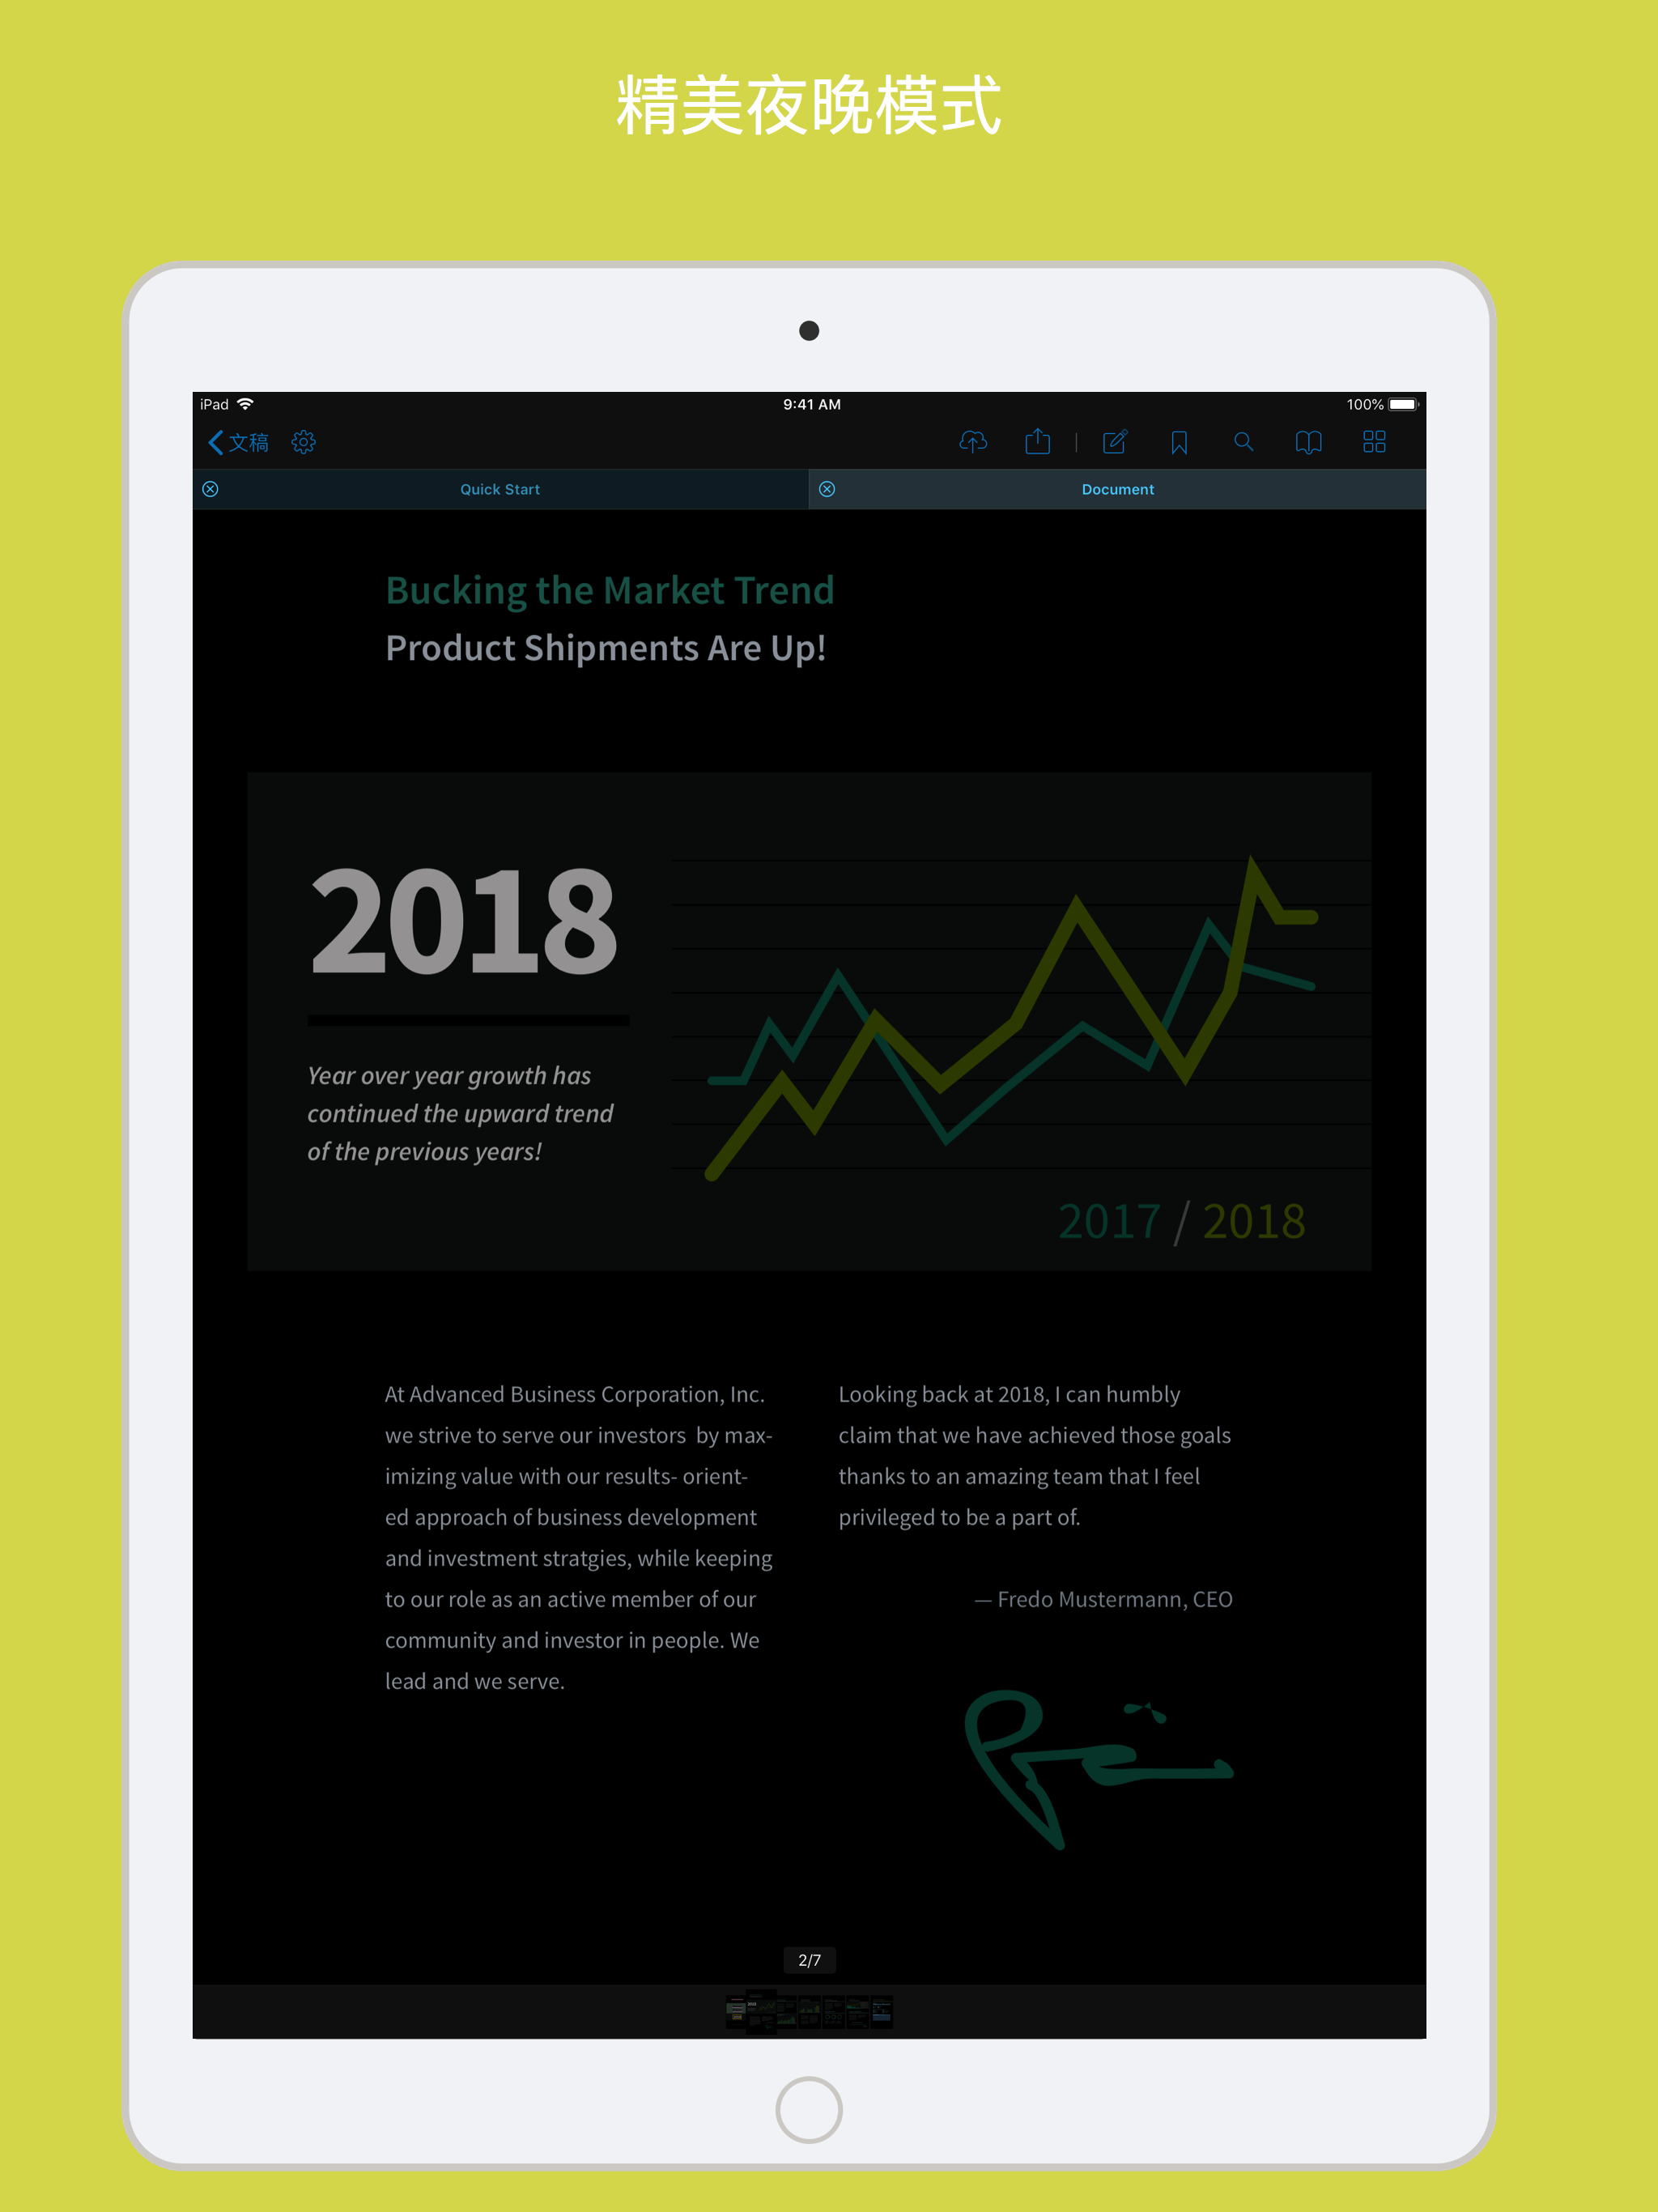 精美夜晚模式
iPad 9:41 AM 100%
文稿
Quick Start Document
Bucking the Market Trend
Product Shipments Are Up!
2018
Year over year growth has
continued the upward trend
of the previous years!
2017 / 2018
At Advanced Business Corporation, Inc.
we strive to serve our investors  by max-
imizing value with our results- orient-
ed approach of business development
and investment stratgies, while keeping
to our role as an active member of our
community and investor in people. We
lead and we serve.
Looking back at 2018, I can humbly
claim that we have achieved those goals
thanks to an amazing team that I feel
privileged to be a part of.
— Fredo Mustermann, CEO
2/7